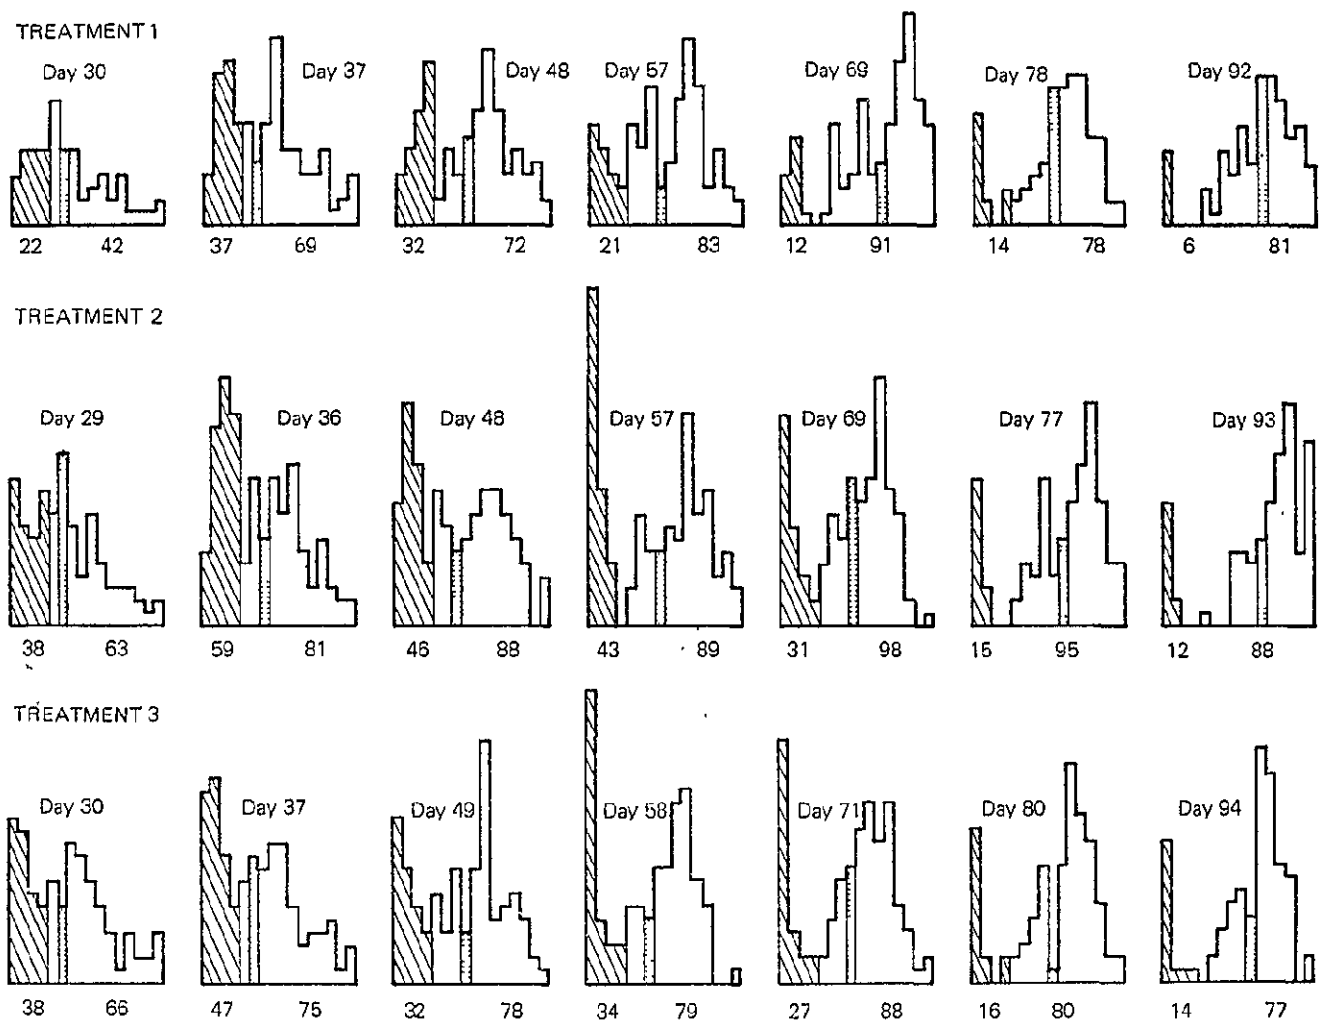 TREATMENT 1
Day 30 Day 37 Day 48 Day 57 Day 69 Day 78 Day 92
22 42 37 69 32 72 21 83 12 91 14 78 6 81
TREATMENT 2
Day 29 Day 36 Day 48 Day 57 Day 69 Day 77 Day 93
38 63 59 81 46 88 43 89 31 98 15 95 12 88
TREATMENT 3
Day 30 Day 37 Day 49 Day 58 Day 71 Day 80 Day 94
38 66 47 75 32 78 34 79 27 88 16 80 14 77